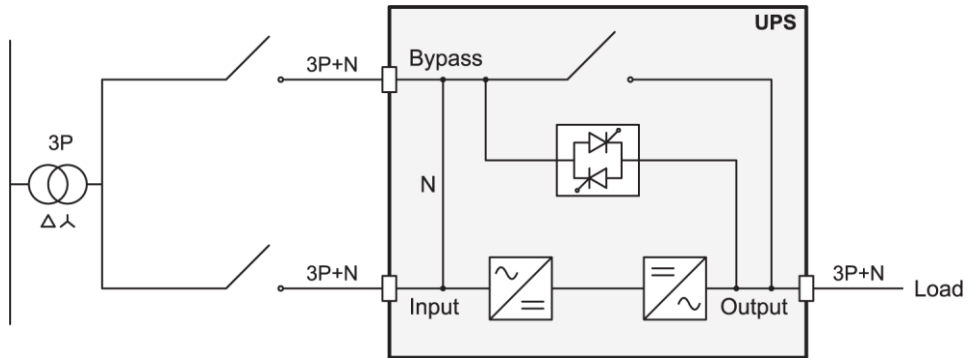 UPS
3P+N
Bypass
3P
N
3P+N
Input
Output
3P+N
Load